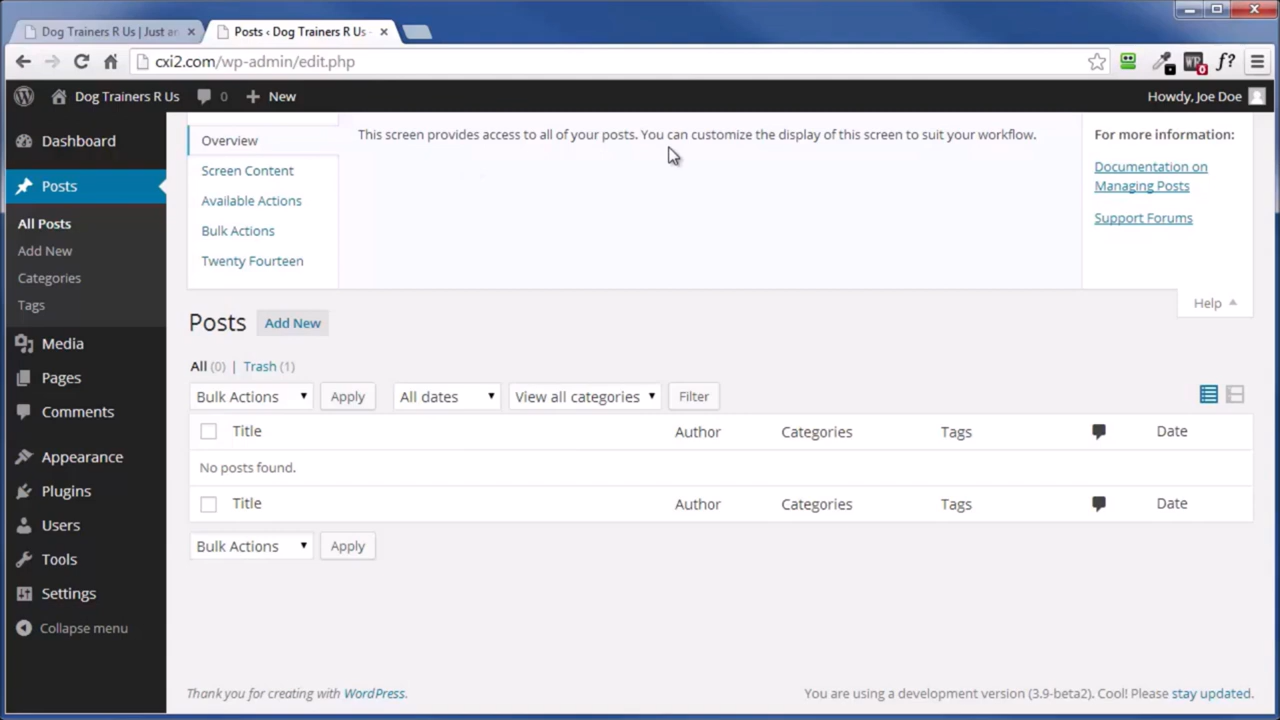 Dog Trainers R Us | Just an
Posts ‹ Dog Trainers R Us -
cxi2.com/wp-admin/edit.php
WP 0 f?
Dog Trainers R Us 0 New Howdy, Joe Doe
Dashboard
Posts
All Posts
Add New
Categories
Tags
Media
Pages
Comments
Appearance
Plugins
Users
Tools
Settings
Collapse menu
Overview
Screen Content
Available Actions
Bulk Actions
Twenty Fourteen
This screen provides access to all of your posts. You can customize the display of this screen to suit your workflow.
For more information:
Documentation on
Managing Posts
Support Forums
Help
Posts Add New
All (0) | Trash (1)
Bulk Actions Apply All dates View all categories Filter
Title Author Categories Tags Date
No posts found.
Title Author Categories Tags Date
Bulk Actions Apply
Thank you for creating with WordPress. You are using a development version (3.9-beta2). Cool! Please stay updated.